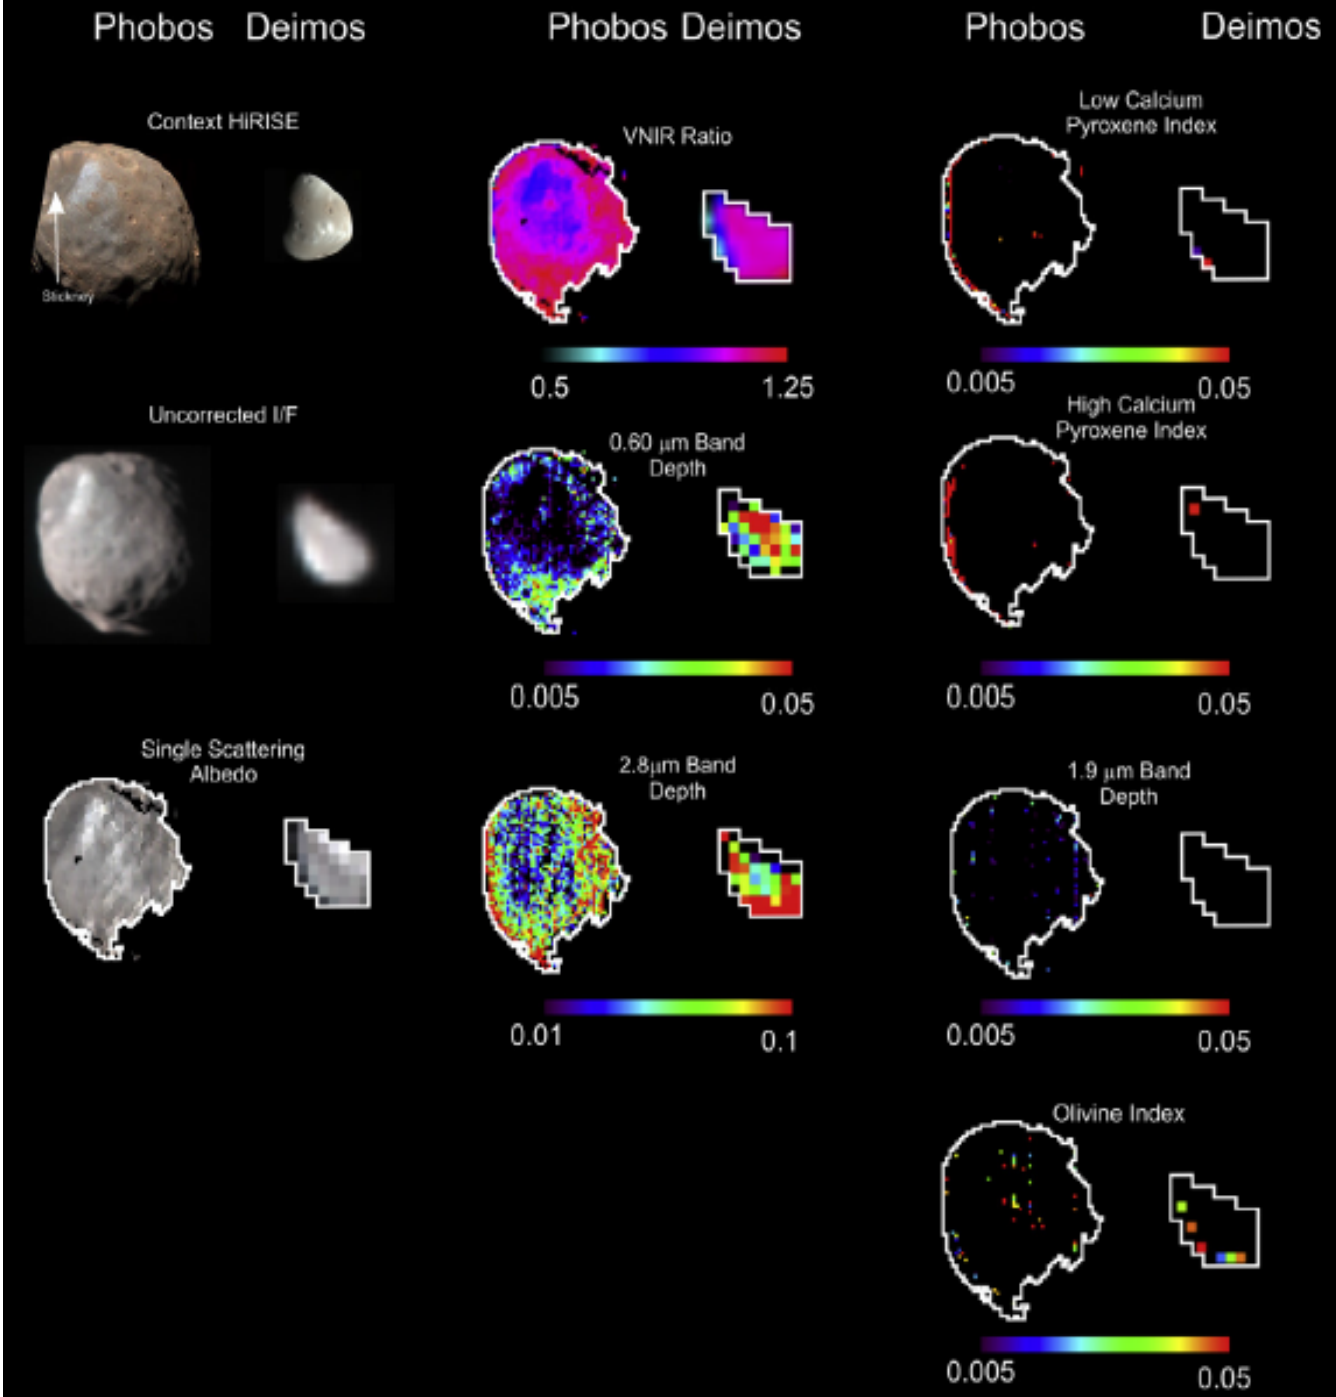 Phobos Deimos
Phobos Deimos
Phobos Deimos
Context HiRISE
Stickney
Uncorrected I/F
Single Scattering
Albedo
VNIR Ratio
0.5 1.25
0.60 μm Band
Depth
0.005 0.05
2.8μm Band
Depth
0.01 0.1
Low Calcium
Pyroxene Index
0.005 0.05
High Calcium
Pyroxene Index
0.005 0.05
1.9 μm Band
Depth
0.005 0.05
Olivine Index
0.005 0.05